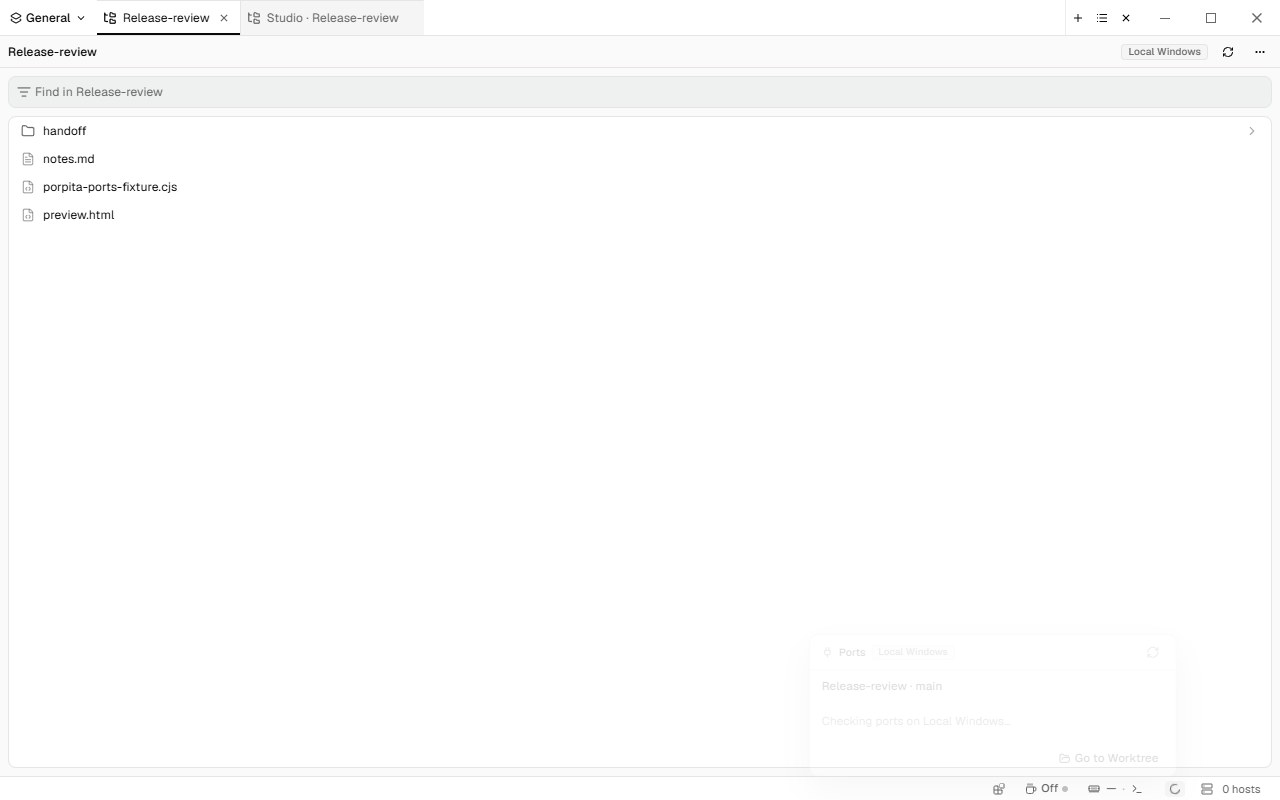 General
Release-review
Studio · Release-review
Release-review
Local Windows
Find in Release-review
handoff
notes.md
porpita-ports-fixture.cjs
preview.html
Ports
Local Windows
Release-review · main
Checking ports on Local Windows...
Go to Worktree
Off
0 hosts